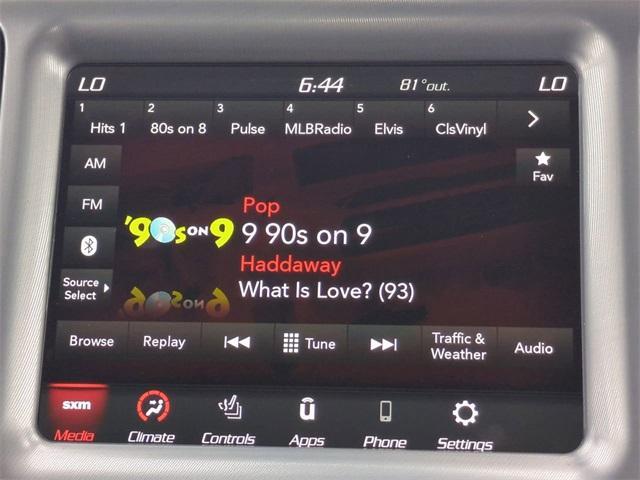 LO 6:44 81°out. LO
1 2 3 4 5 6
Hits 1 80s on 8 Pulse MLBRadio Elvis ClsVinyl
AM
Fav
FM
Pop
'90s ON 9
9 90s on 9
Haddaway
Source
Select
What Is Love? (93)
Browse Replay Tune Traffic &
Weather Audio
sxm
Media Climate Controls Apps Phone Settings